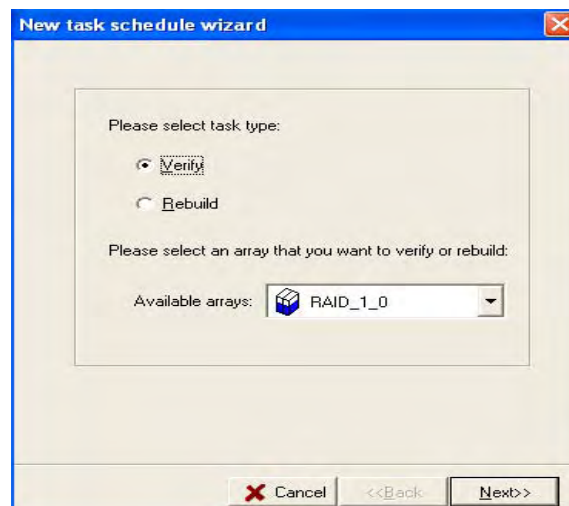 New task schedule wizard
Please select task type:
Verify
Rebuild
Please select an array that you want to verify or rebuild:
Available arrays: RAID_1_0
Cancel <<Back Next>>